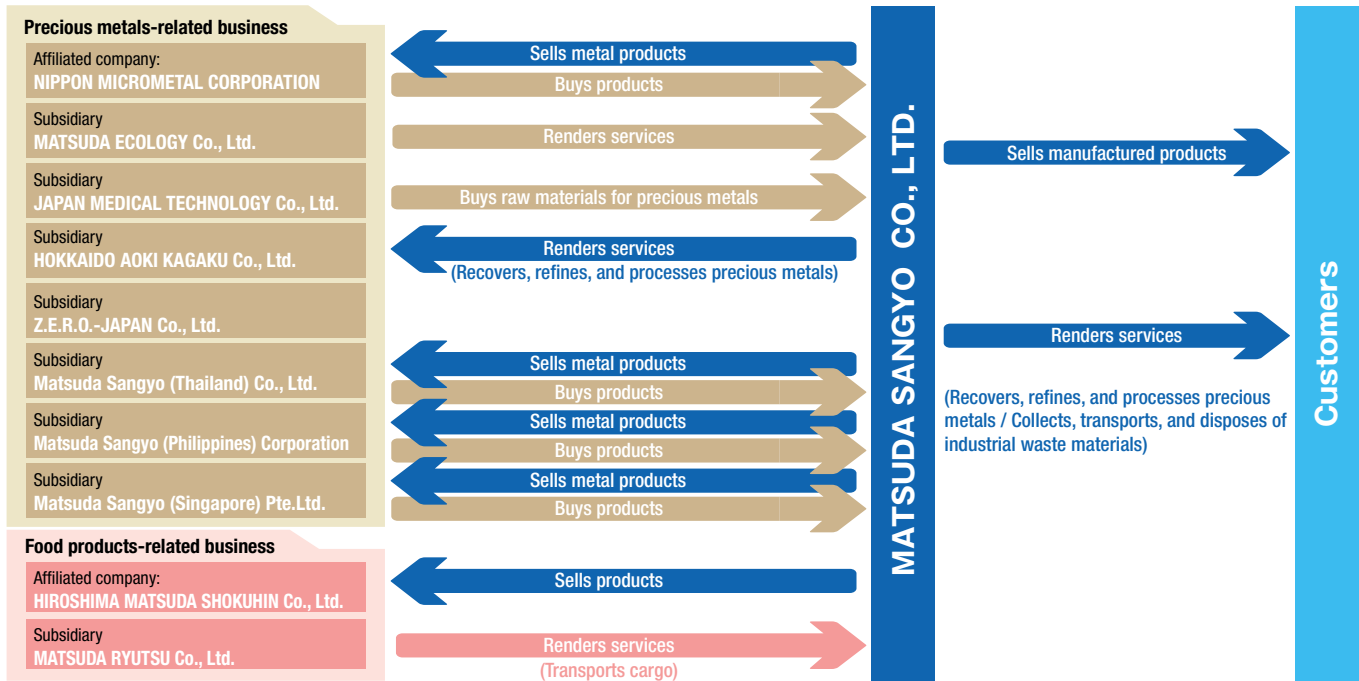 Precious metals-related business
Affiliated company:
NIPPON MICROMETAL CORPORATION
Sells metal products
Buys products
Subsidiary
MATSUDA ECOLOGY Co., Ltd.
Renders services
Subsidiary
JAPAN MEDICAL TECHNOLOGY Co., Ltd.
Buys raw materials for precious metals
Subsidiary
HOKKAIDO AOKI KAGAKU Co., Ltd.
Renders services
(Recovers, refines, and processes precious metals)
Subsidiary
Z.E.R.O.-JAPAN Co., Ltd.
Subsidiary
Matsuda Sangyo (Thailand) Co., Ltd.
Sells metal products
Buys products
Subsidiary
Matsuda Sangyo (Philippines) Corporation
Sells metal products
Buys products
Subsidiary
Matsuda Sangyo (Singapore) Pte.Ltd.
Sells metal products
Buys products
Food products-related business
Affiliated company:
HIROSHIMA MATSUDA SHOKUHIN Co., Ltd.
Sells products
Subsidiary
MATSUDA RYUTSU Co., Ltd.
Renders services
(Transports cargo)
MATSUDA SANGYO CO., LTD.
Sells manufactured products
Renders services
(Recovers, refines, and processes precious
metals / Collects, transports, and disposes of
industrial waste materials)
Customers